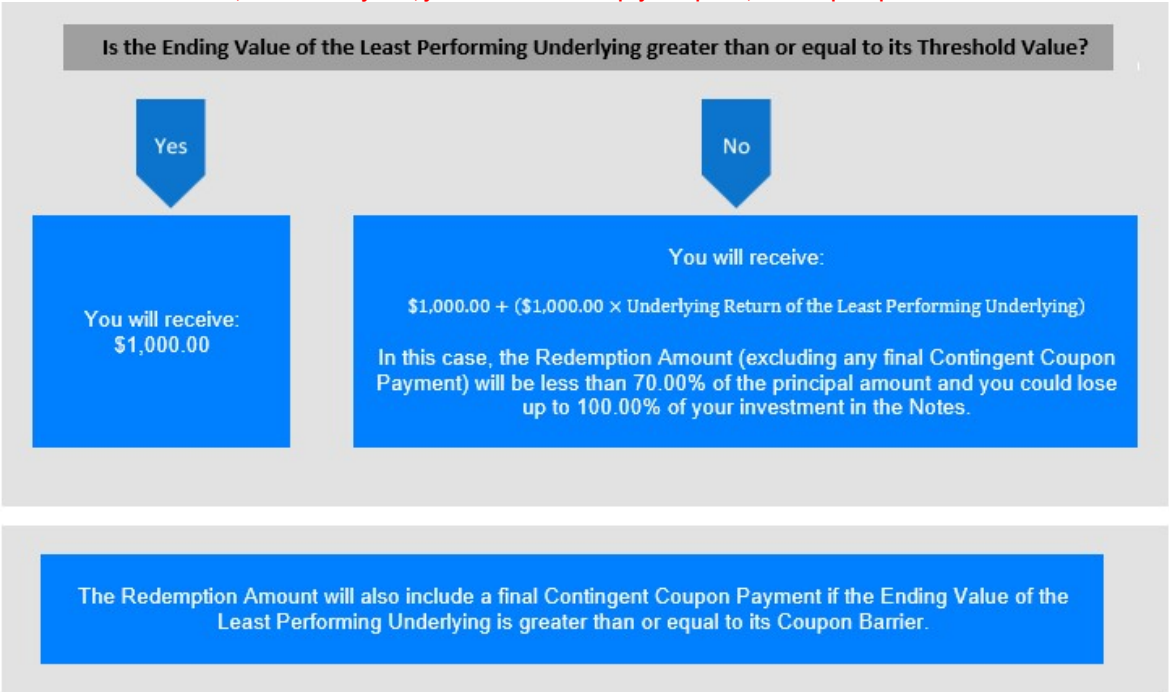 Is the Ending Value of the Least Performing Underlying greater than or equal to its Threshold Value?
Yes
No
You will receive:
$1,000.00
You will receive:
$1,000.00 + ($1,000.00 × Underlying Return of the Least Performing Underlying)
In this case, the Redemption Amount (excluding any final Contingent Coupon
Payment) will be less than 70.00% of the principal amount and you could lose
up to 100.00% of your investment in the Notes.
The Redemption Amount will also include a final Contingent Coupon Payment if the Ending Value of the
Least Performing Underlying is greater than or equal to its Coupon Barrier.